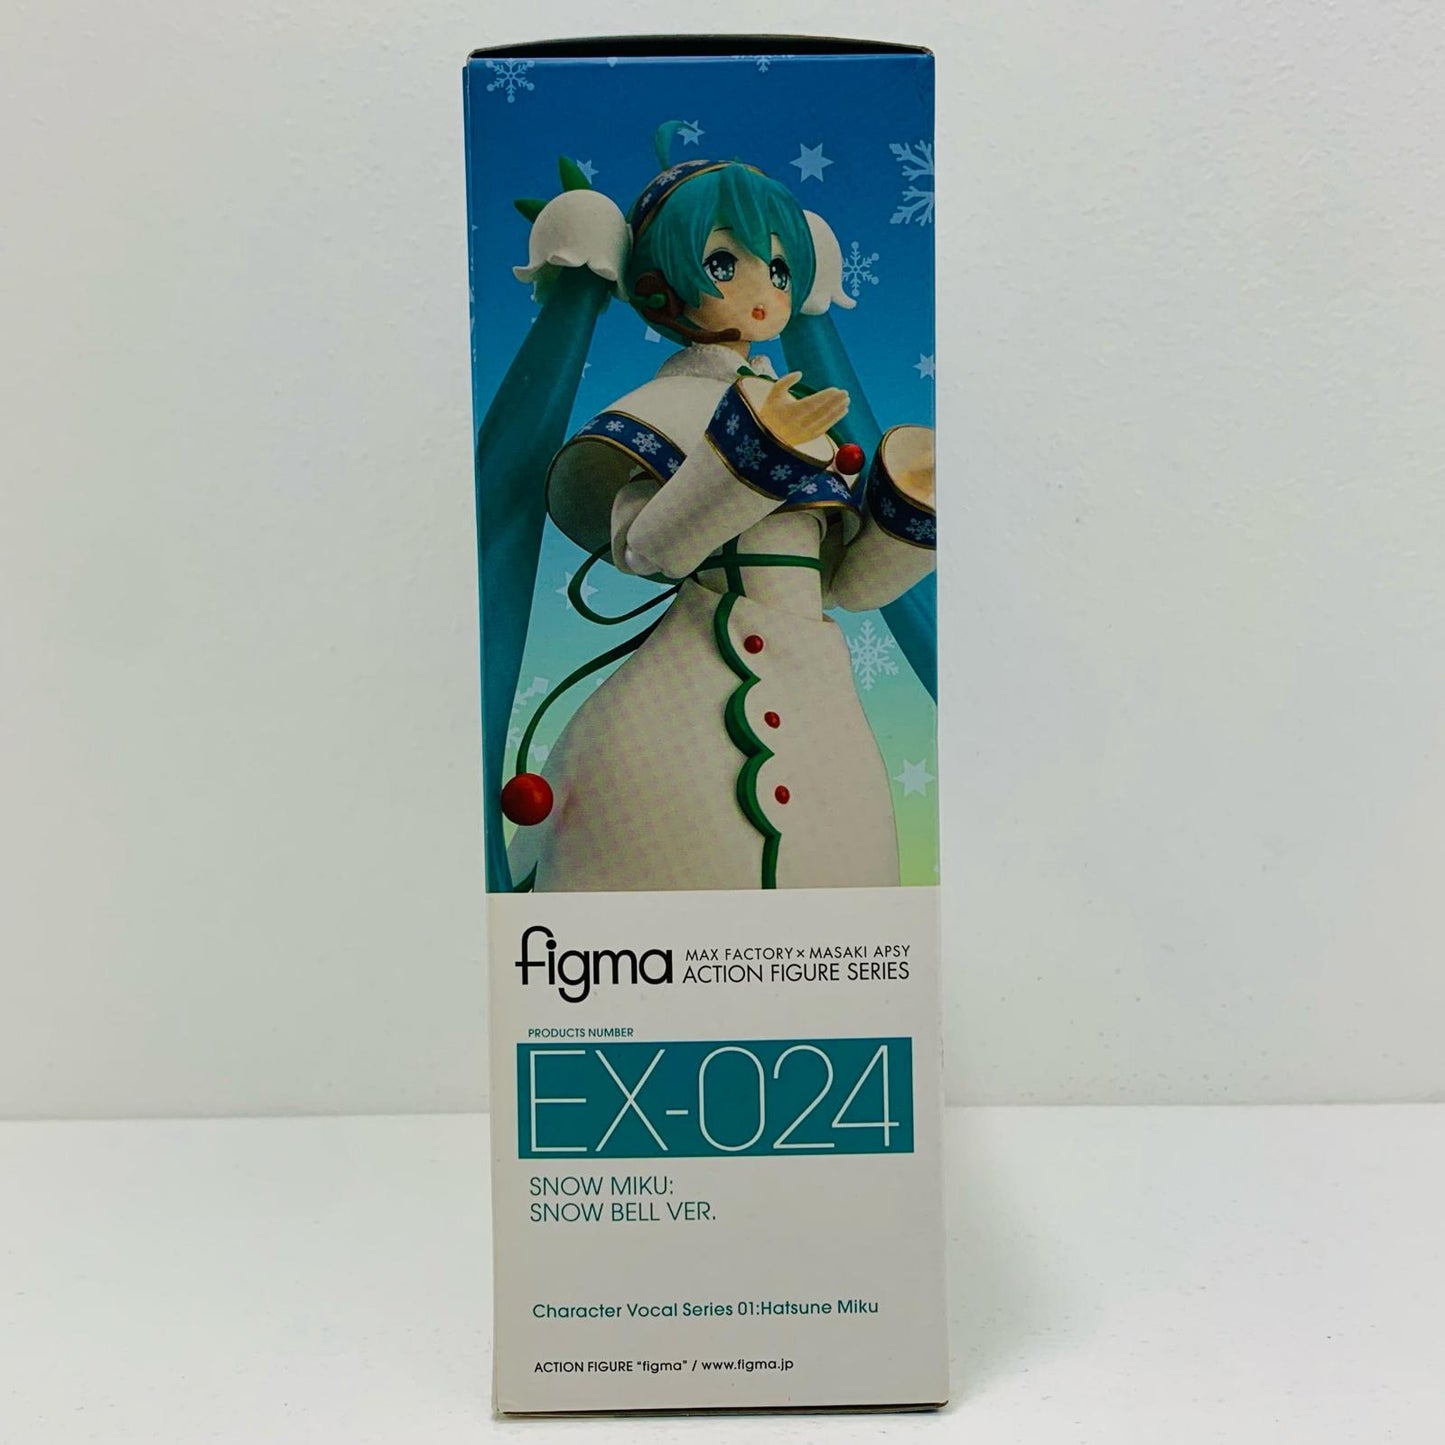 figma
MAX FACTORY×MASAKI APSY
ACTION FIGURE SERIES
PRODUCTS NUMBER
EX-024
SNOW MIKU:
SNOW BELL VER.
Character Vocal Series 01:Hatsune Miku
ACTION FIGURE "figma" / www.figma.jp